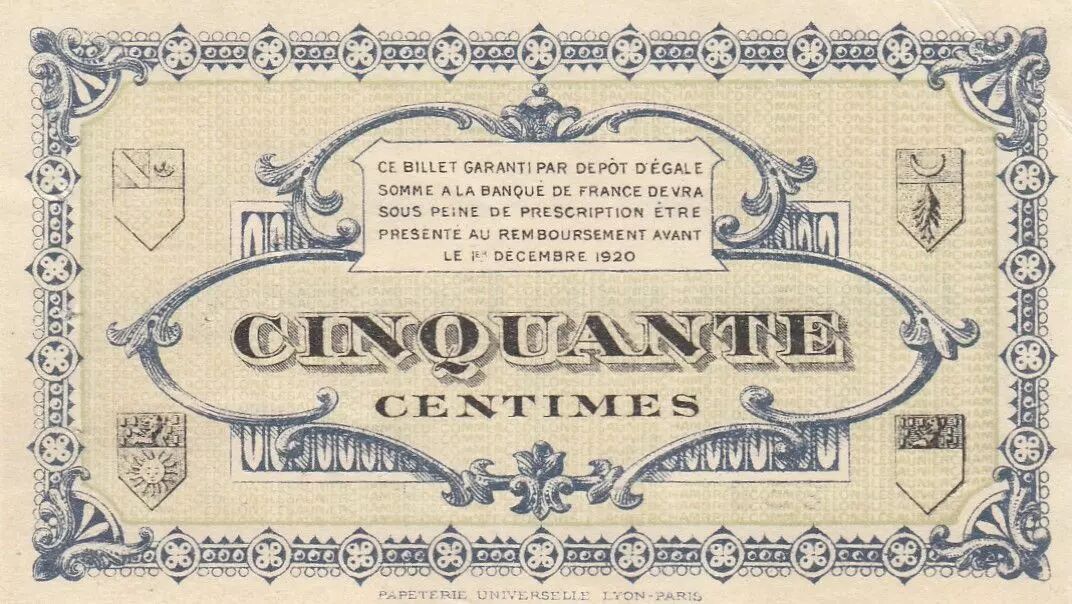 CE BILLET GARANTI PAR DEPÔT D'ÉGALE
SOMME A LA BANQUE DE FRANCE DEVRA
SOUS PEINE DE PRESCRIPTION ÊTRE
PRESENTÉ AU REMBOURSEMENT AVANT
LE 1ER DECEMBRE 1920
CINQUANTE
CENTIMES
PAPETERIE UNIVERSELLE LYON-PARIS